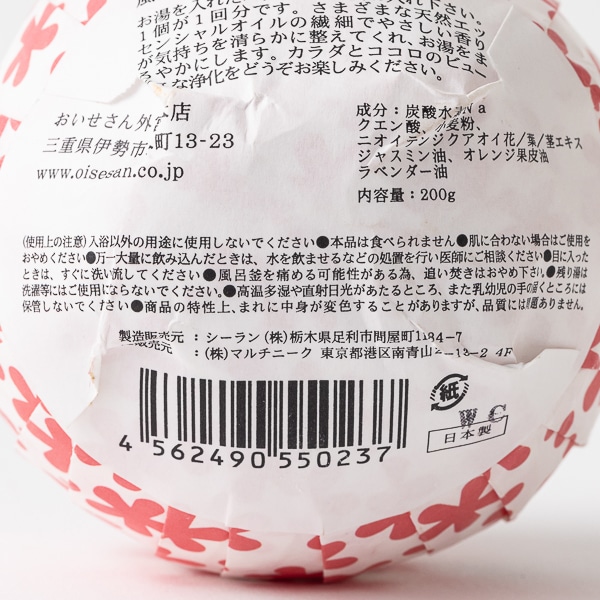 お湯を入れた
1個が1回分です。さまざまな天然エッ
センシャルオイルの繊細でやさしい香り
が気持ちを清らかに整えてくれ、お湯をま
やかにします。カラダとココロのピュー
な浄化をどうぞお楽しみください。
おいせさん外宮 店
三重県伊勢市 町13-23
www.oisesan.co.jp
成分：炭酸水 Na
クエン酸、 粉、
ニオイテンジクアオイ花/葉/茎エキス
ジャスミン油、オレンジ果皮油
ラベンダー油
内容量：200g
〈使用上の注意〉入浴以外の用途に使用しないでください●本品は食べられません●肌に合わない場合はご使用を
おやめください●万一大量に飲み込んだときは、水を飲ませるなどの処置を行い医師にご相談ください●目に入った
ときは、すぐに洗い流してください●風呂釜を痛める可能性がある為、追い焚きはおやめ下さい●残り湯は
洗濯等にはご使用にならないでください。●高温多湿や直射日光があたるところ、また乳幼児の手の届くところには
保管しないでください●商品の特性上、まれに中身が変色することがありますが、品質には問題ありません。
製造販売元：シーラン（株）栃木県足利市問屋町1184-7
販売元：（株）マルチニーク 東京都港区南青山2-13-2 4F
4 562490 550237
紙
日本製